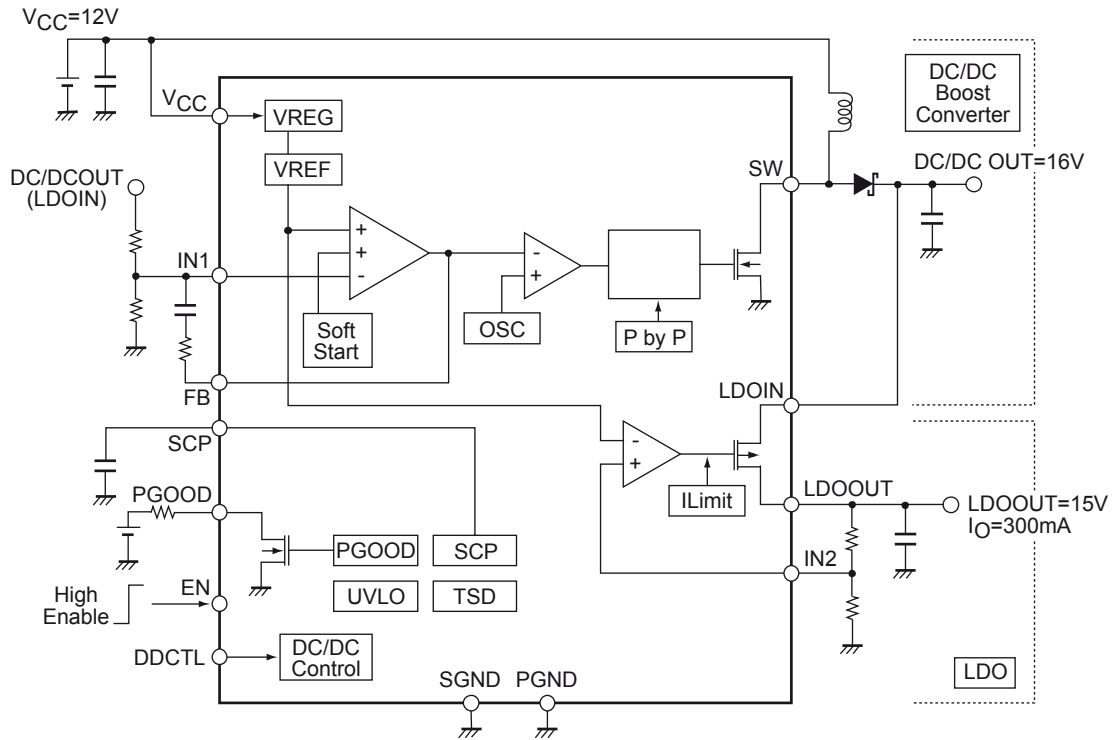 VCC=12V
DC/DC
Boost
Converter
VCC
VREG
VREF
SW
DC/DC OUT=16V
DC/DCOUT
(LDOIN)
+
+
-
-
+
IN1
Soft
Start
OSC
P by P
FB
LDOIN
SCP
-
+
PGOOD
ILimit
LDOOUT
LDOOUT=15V
IO=300mA
PGOOD
SCP
IN2
EN
High
Enable
UVLO
TSD
DDCTL
DC/DC
Control
SGND
PGND
LDO